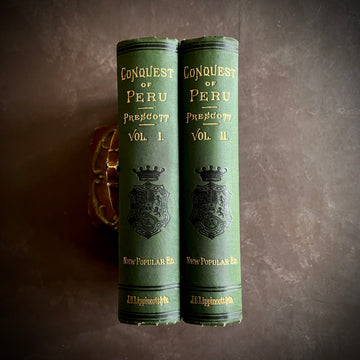 CONQUEST
OF
PERU
PRESCOTT
VOL. I.
NEW POPULAR ED.
J.B. Lippincott & Co.
CONQUEST
OF
PERU
PRESCOTT
VOL. II.
NEW POPULAR ED.
J.B. Lippincott & Co.